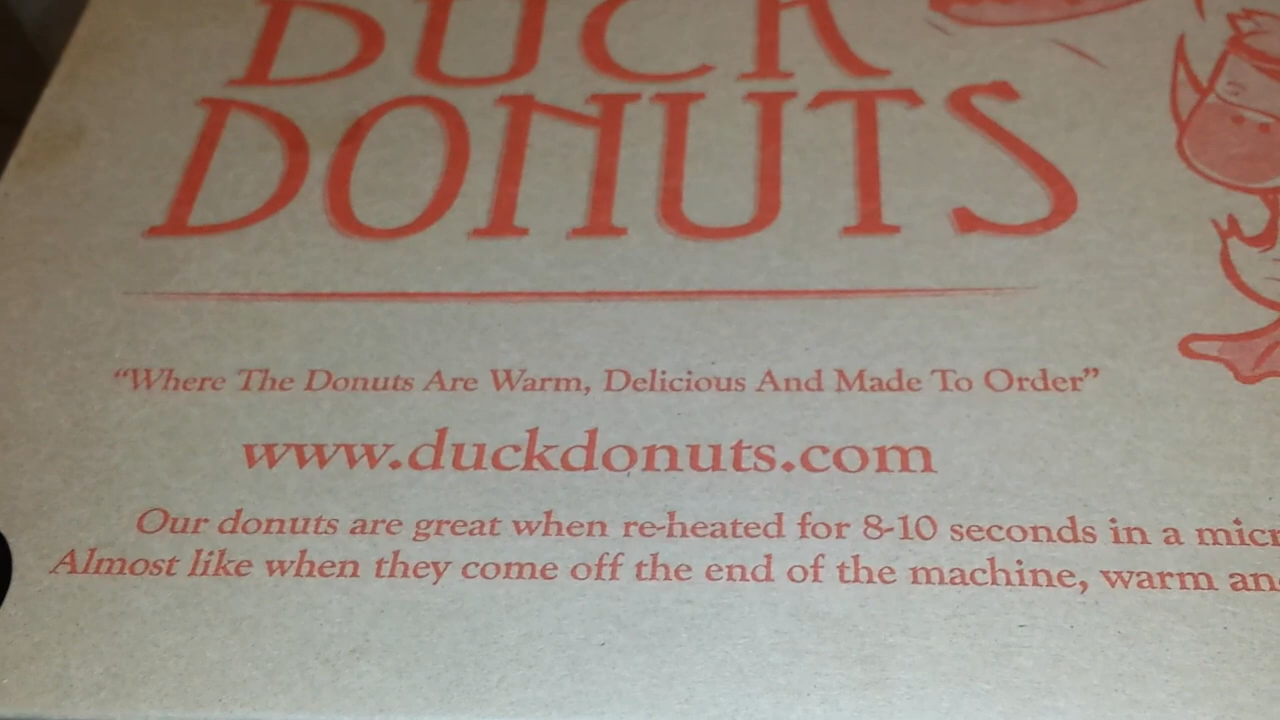 DUCK
DONUTS
“Where The Donuts Are Warm, Delicious And Made To Order”
www.duckdonuts.com
Our donuts are great when re-heated for 8-10 seconds in a
Almost like when they come off the end of the machine, warm